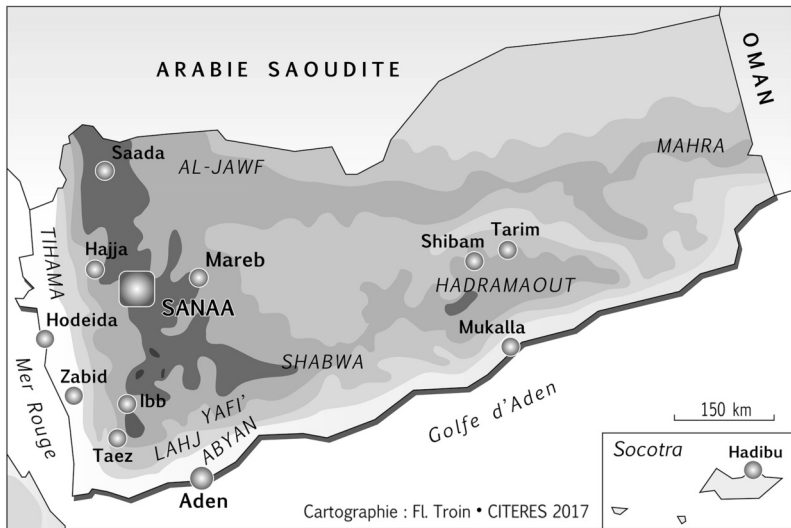 ARABIE SAOUDITE
OMAN
MAHRA
Saada
AL-JAWF
TIHAMA
Hajja
Mareb
SANAA
Shibam
Tarim
HADRAMAOUT
Hodeida
Mukalla
SHABWA
Mer Rouge
Zabid
Ibb
YAFI'
LAHJ
ABYAN
Taez
Aden
Golfe d'Aden
150 km
Socotra
Hadibu
Cartographie : Fl. Troin • CITERES 2017